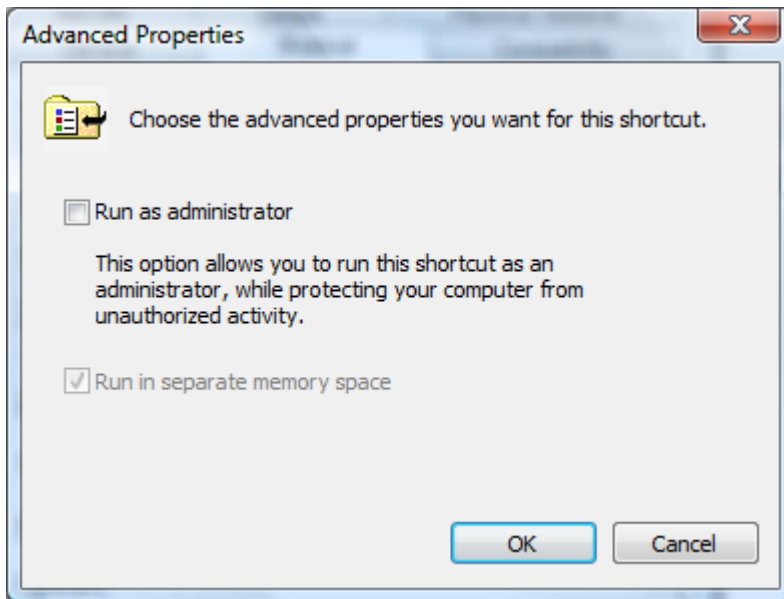 Advanced Properties
Choose the advanced properties you want for this shortcut.
Run as administrator
This option allows you to run this shortcut as an
administrator, while protecting your computer from
unauthorized activity.
Run in separate memory space
OK
Cancel